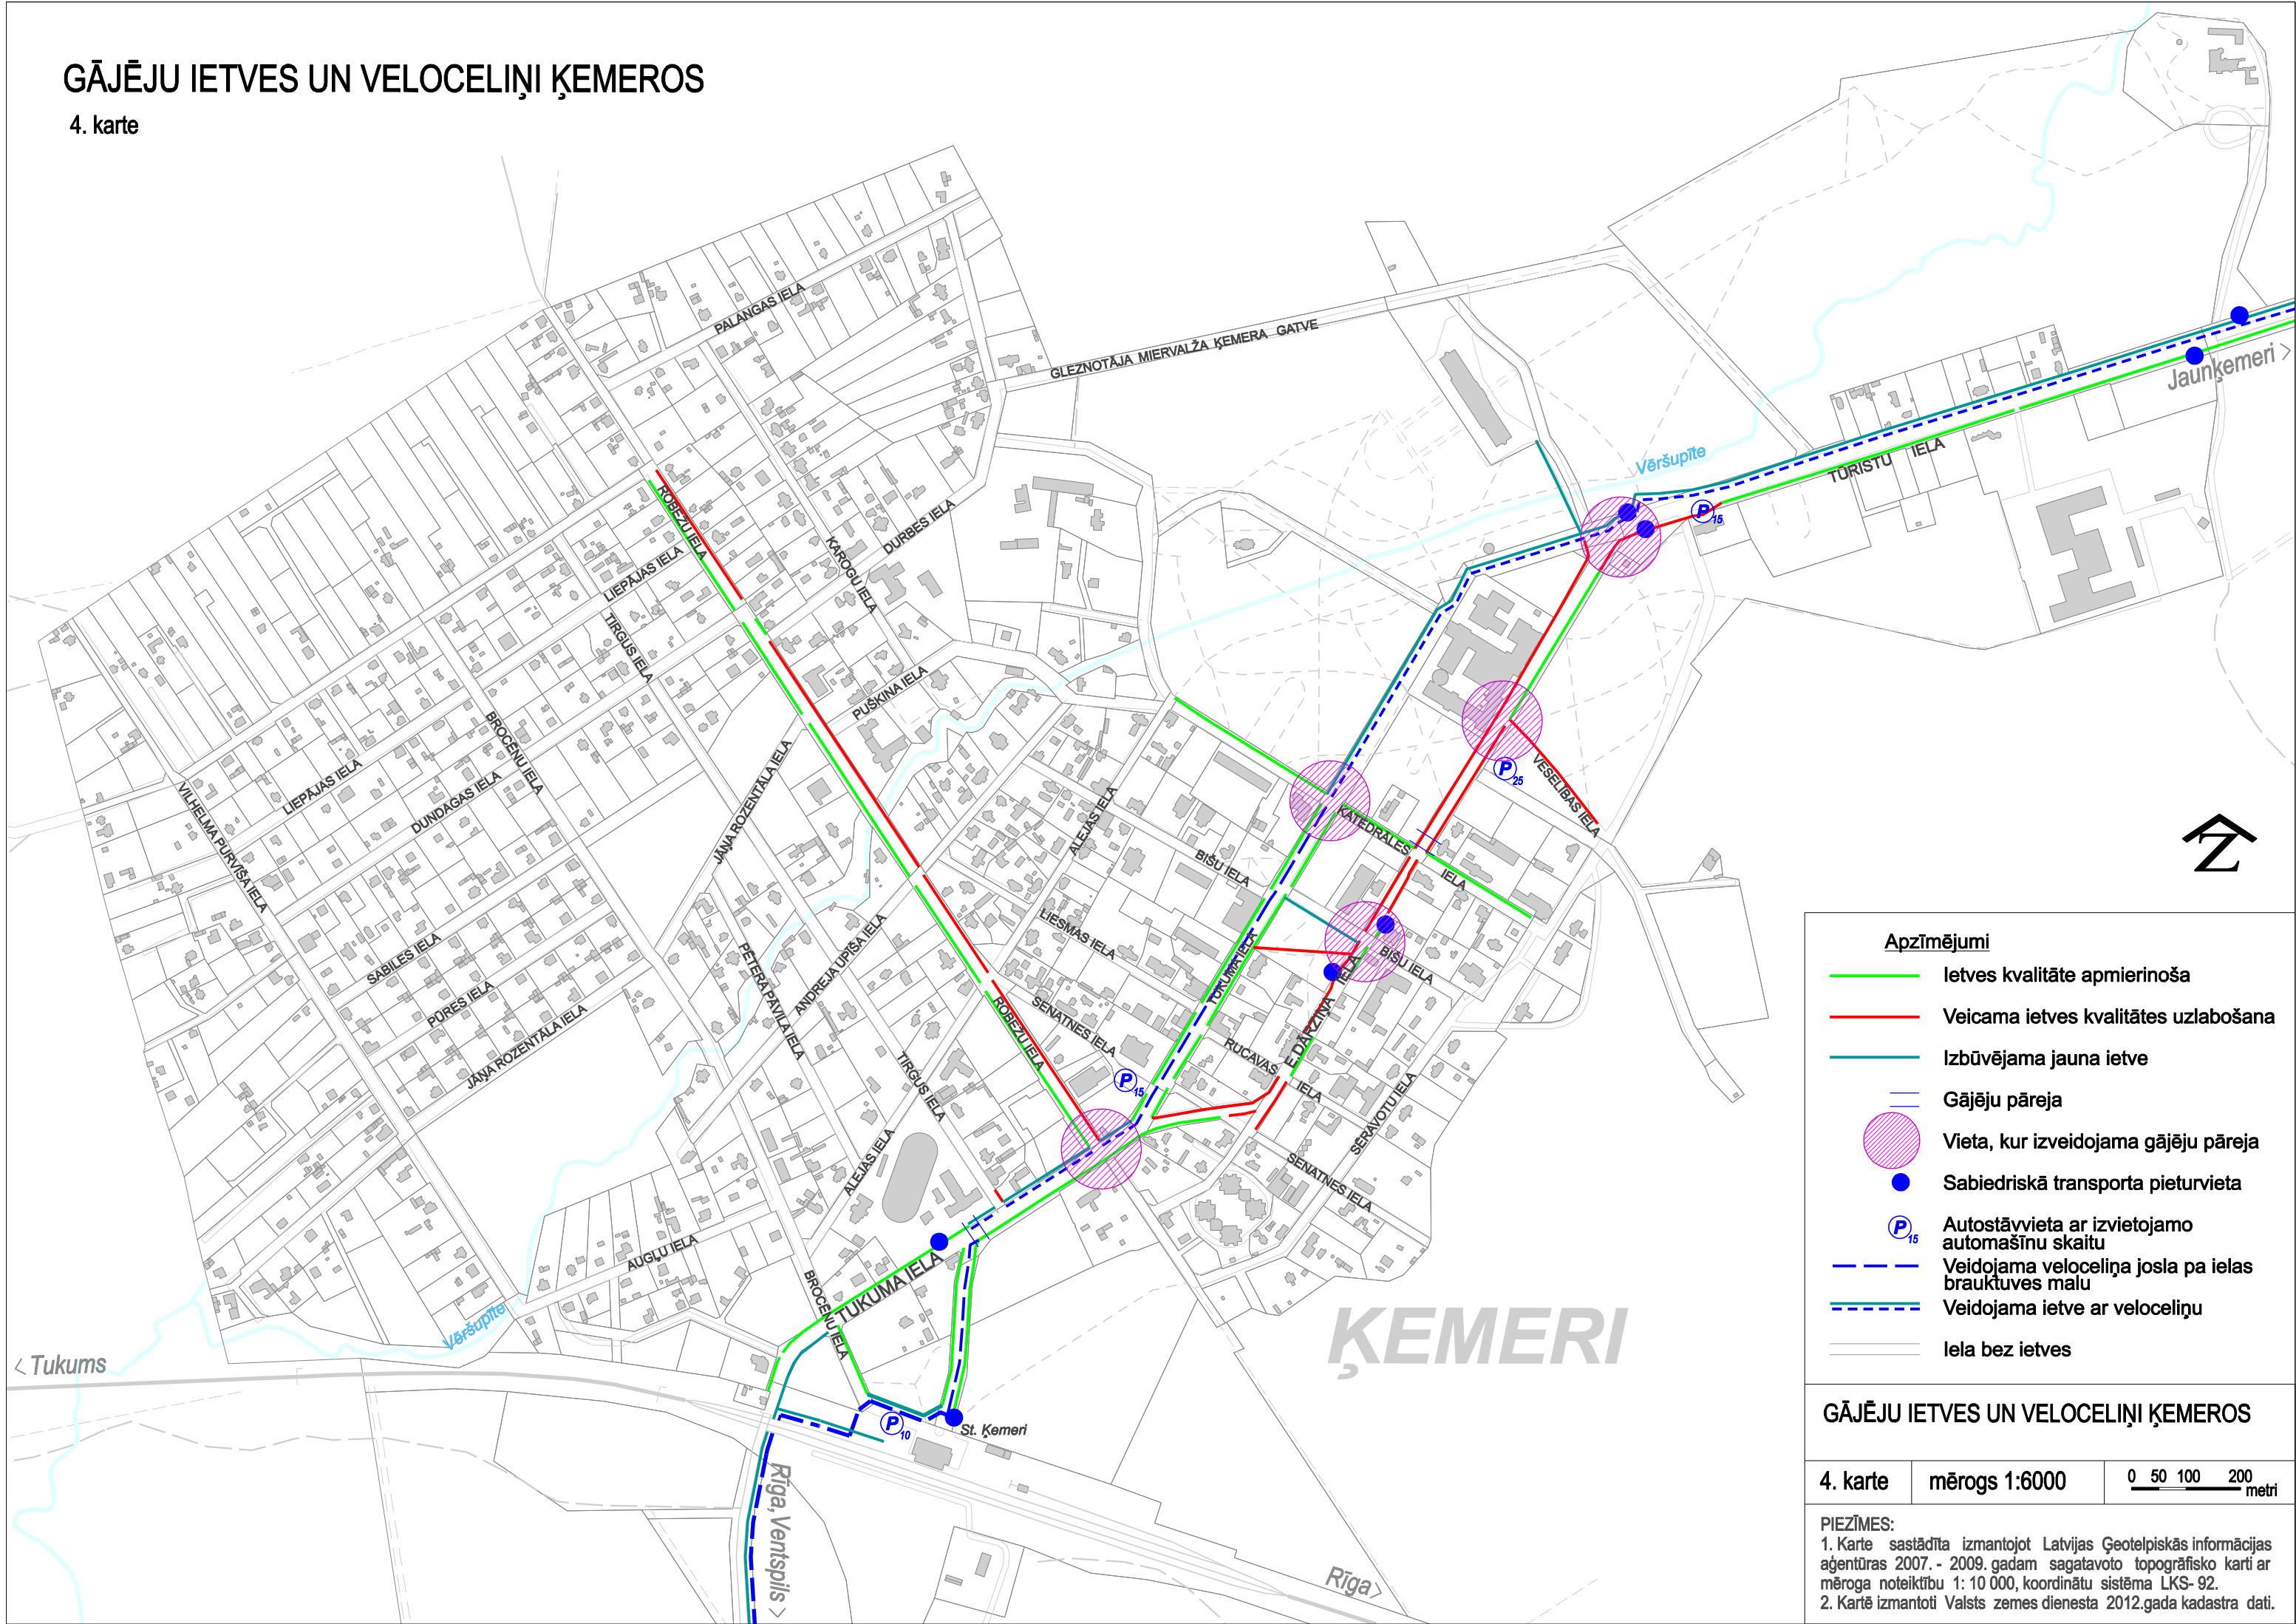 GĀJĒJU IETVES UN VELOCELIŅI ĶEMEROS
4. karte
PALANGAS IELA
GLEZNOTĀJA MIERVALŽA ĶEMERA GATVE
Jaunķemeri >
Vēršupīte
TŪRISTU IELA
P 15
ROBEŽU IELA
DURBES IELA
KAROGU IELA
LIEPĀJAS IELA
TIRGUS IELA
PUŠKINA IELA
BROCĒNU IELA
JĀŅA ROZENTĀLA IELA
VILHELMA PURVĪŠA IELA
LIEPĀJAS IELA
DUNDAGAS IELA
P 25
VESELĪBAS IELA
ALEJAS IELA
KATEDRĀLES
IELA
BIŠU IELA
LIESMAS IELA
SABILES IELA
PŪRES IELA
JĀŅA ROZENTĀLA IELA
PĒTERA PĀVILA IELA
ANDREJA UPĪŠA IELA
TUKUMA IELA
BIŠU IELA
E.DĀRZIŅA IELA
SENATNES IELA
ROBEŽU IELA
RUCAVAS
IELA
TIRGUS IELA
P 15
SĒRAVOTU IELA
SENATNES IELA
ALEJAS IELA
AUGĻU IELA
BROCĒNU IELA
TUKUMA IELA
Vēršupīte
ĶEMERI
< Tukums
P 10
St. Ķemeri
Rīga, Ventspils >
Rīga >
Z
Apzīmējumi
Ietves kvalitāte apmierinoša
Veicama ietves kvalitātes uzlabošana
Izbūvējama jauna ietve
Gājēju pāreja
Vieta, kur izveidojama gājēju pāreja
Sabiedriskā transporta pieturvieta
P 15
Autostāvvieta ar izvietojamo
automašīnu skaitu
Veidojama veloceliņa josla pa ielas
brauktuves malu
Veidojama ietve ar veloceliņu
Iela bez ietves
GĀJĒJU IETVES UN VELOCELIŅI ĶEMEROS
4. karte
mērogs 1:6000
0 50 100 200
metri
PIEZĪMES:
1. Karte sastādīta izmantojot Latvijas Ģeotelpiskās informācijas
aģentūras 2007. - 2009. gadam sagatavoto topogrāfisko karti ar
mēroga noteiktību 1: 10 000, koordinātu sistēma LKS- 92.
2. Kartē izmantoti Valsts zemes dienesta 2012.gada kadastra dati.